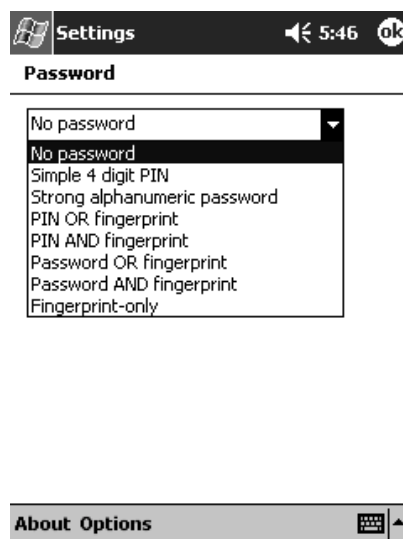 Settings 5:46 ok
Password
No password
No password
Simple 4 digit PIN
Strong alphanumeric password
PIN OR fingerprint
PIN AND fingerprint
Password OR fingerprint
Password AND fingerprint
Fingerprint-only
About Options